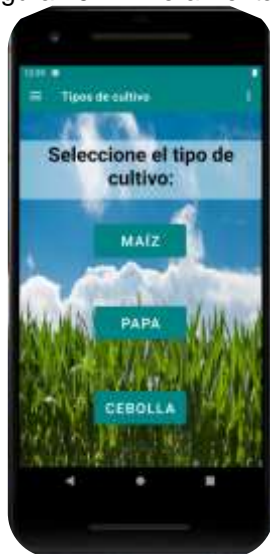 Tipos de cultivo
Seleccione el tipo de
cultivo:
MAÍZ
PAPA
CEBOLLA